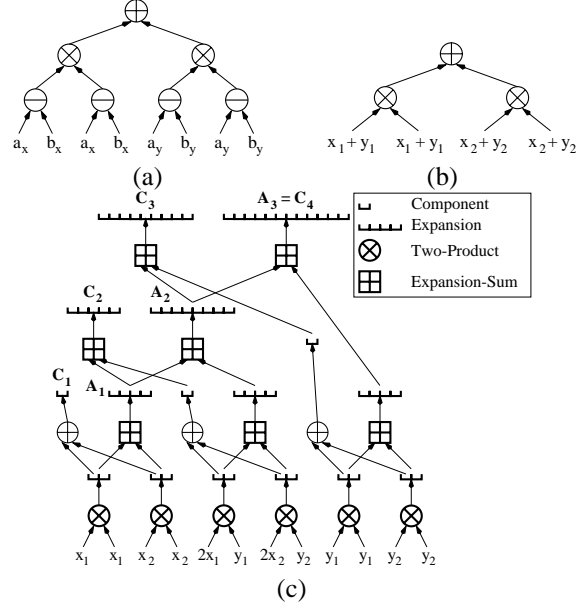 a_x b_x a_x b_x a_y b_y a_y b_y
(a)
x_1 + y_1 x_1 + y_1 x_2 + y_2 x_2 + y_2
(b)
C_3 A_3 = C_4
Component
Expansion
Two-Product
Expansion-Sum
C_2 A_2
C_1 A_1
x_1 x_1 x_2 x_2 2x_1 y_1 2x_2 y_2 y_1 y_1 y_2 y_2
(c)